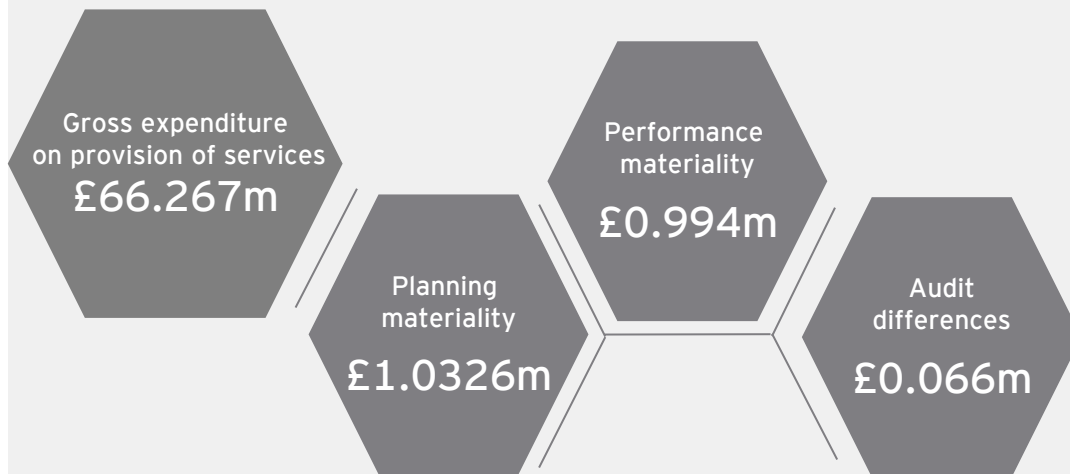 Gross expenditure
on provision of services
£66.267m
Planning
materiality
£1.0326m
Performance
materiality
£0.994m
Audit
differences
£0.066m